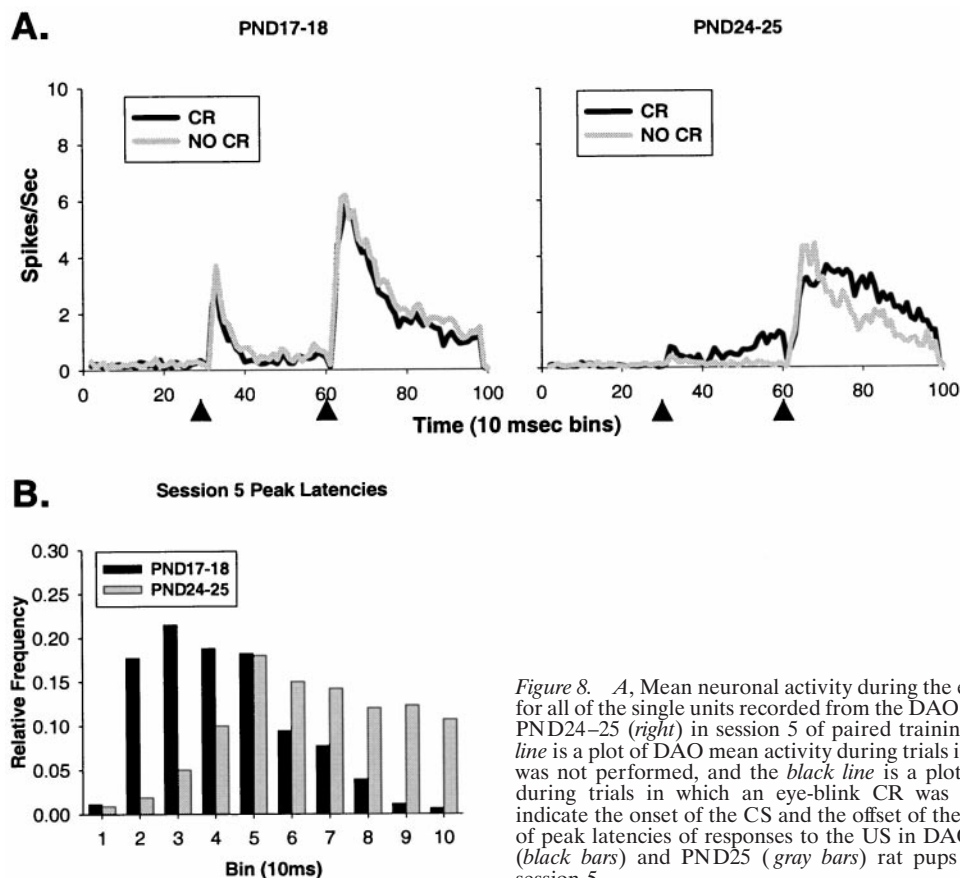 A.
PND17-18
PND24-25
10
8
6
4
2
0
Spikes/Sec
CR
NO CR
CR
NO CR
0 20 40 60 80 100
0 20 40 60 80 100
Time (10 msec bins)
B.
Session 5 Peak Latencies
0.30
0.25
0.20
0.15
0.10
0.05
0.00
Relative Frequency
PND17-18
PND24-25
1 2 3 4 5 6 7 8 9 10
Bin (10ms)
Figure 8. A, Mean neuronal activity during the
for all of the single units recorded from the DAO
PND24–25 (right) in session 5 of paired training
line is a plot of DAO mean activity during trials i
was not performed, and the black line is a plot
during trials in which an eye-blink CR was
indicate the onset of the CS and the offset of the
of peak latencies of responses to the US in DAO
(black bars) and PND25 (gray bars) rat pups
session 5